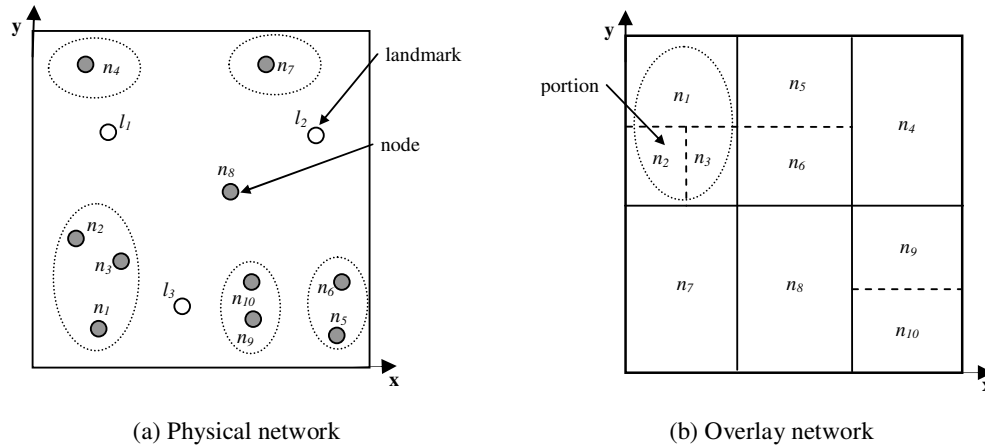 y
n4
n7
landmark
l1
l2
node
n8
n2
n3
l3
n10
n6
n1
n9
n5
x
(a) Physical network
y
n5
n1
portion
n4
n2
n3
n6
n9
n7
n8
n10
x
(b) Overlay network